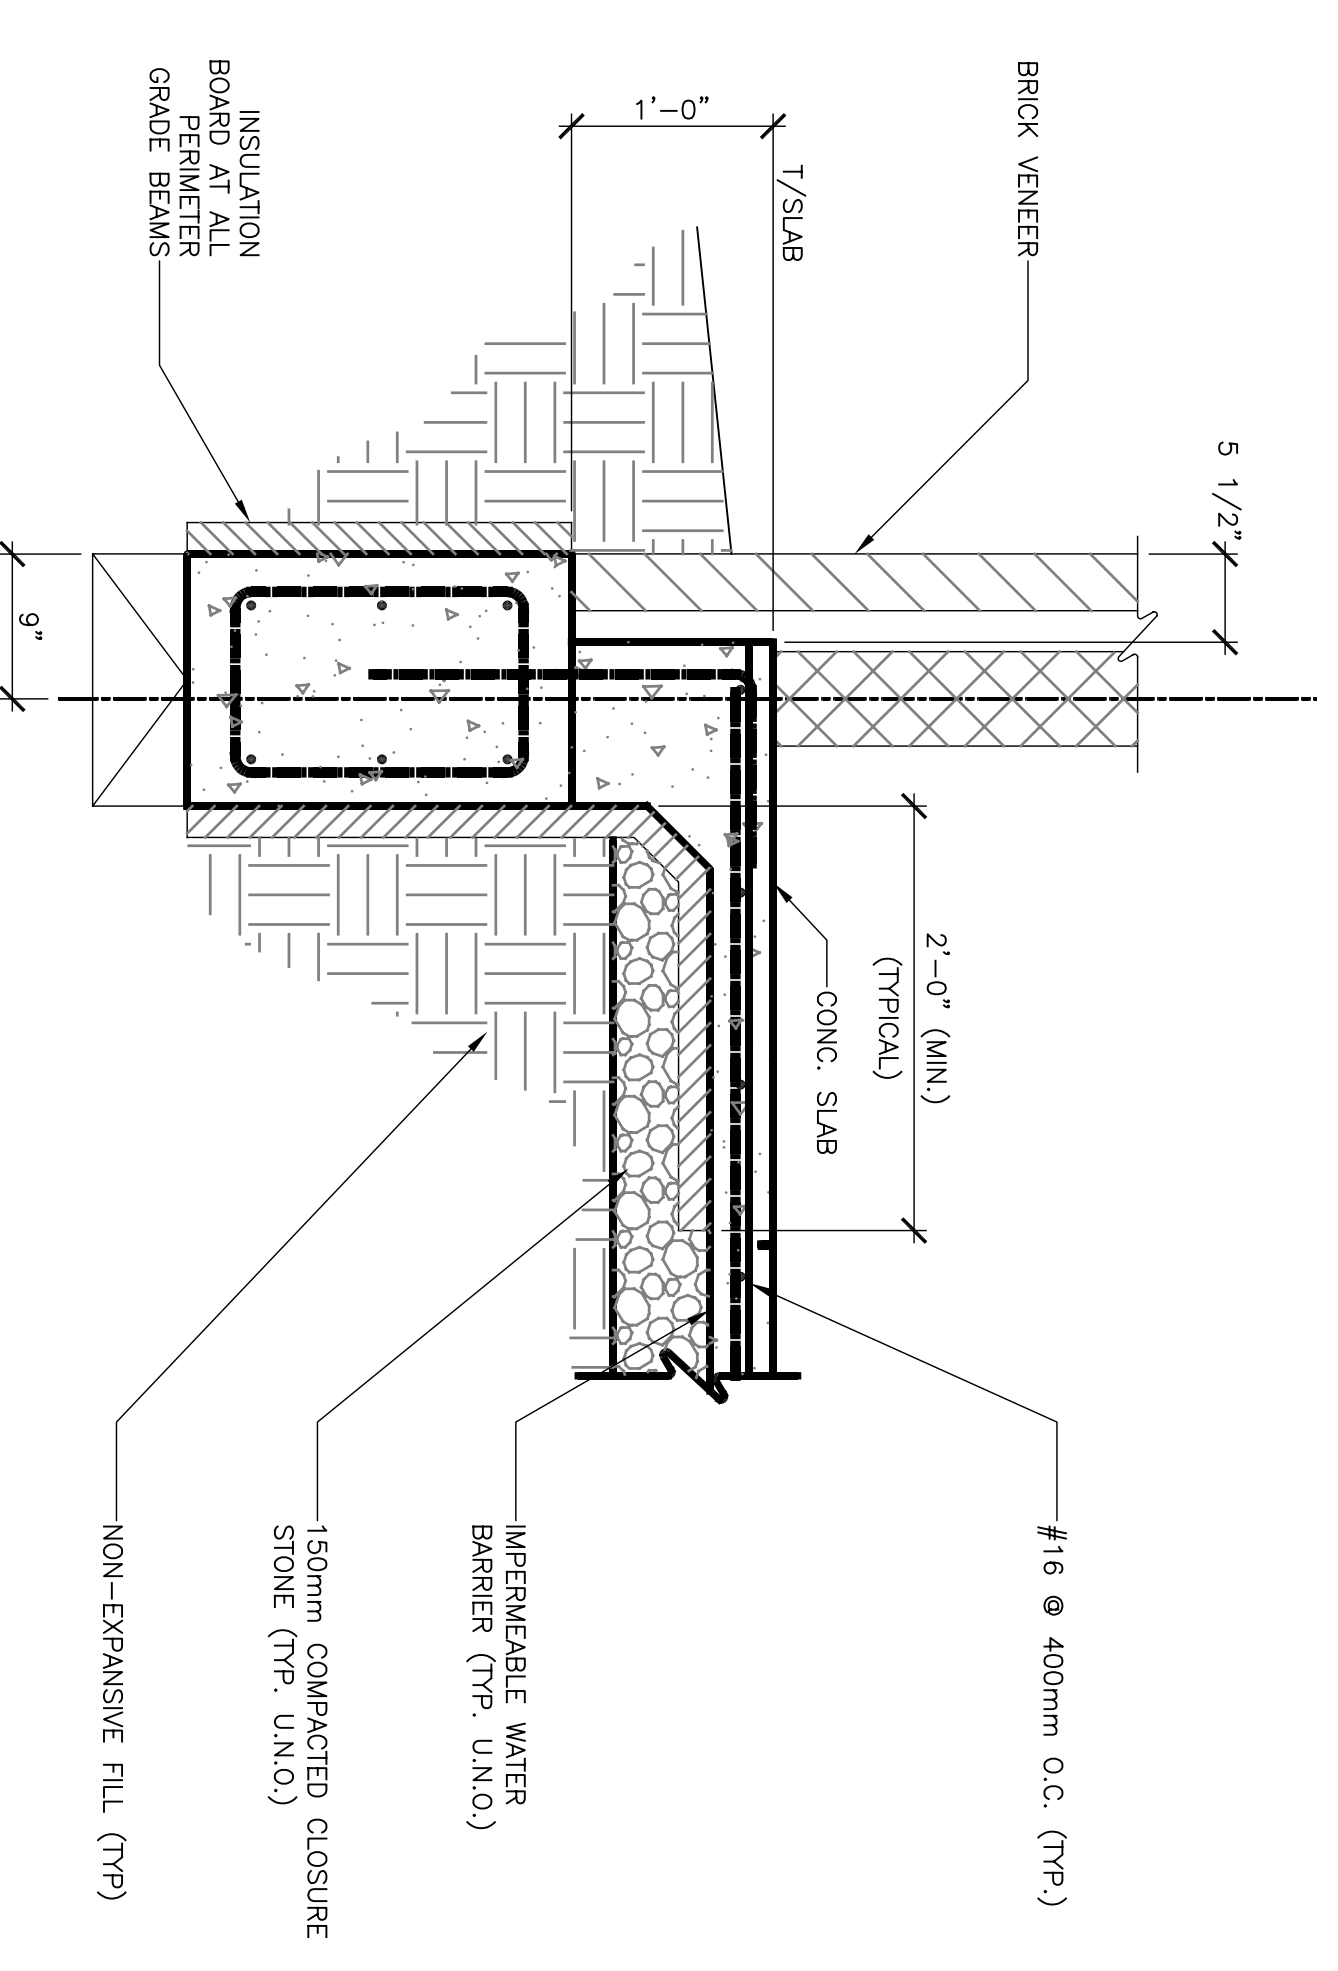 5 1/2"
BRICK VENEER
T/SLAB
1'-0"
INSULATION
BOARD AT ALL
PERIMETER
GRADE BEAMS
9"
2'-0" (MIN.)
(TYPICAL)
CONC. SLAB
#16 @ 400mm O.C. (TYP.)
IMPERMEABLE WATER
BARRIER (TYP. U.N.O.)
150mm COMPACTED CLOSURE
STONE (TYP. U.N.O.)
NON-EXPANSIVE FILL (TYP)